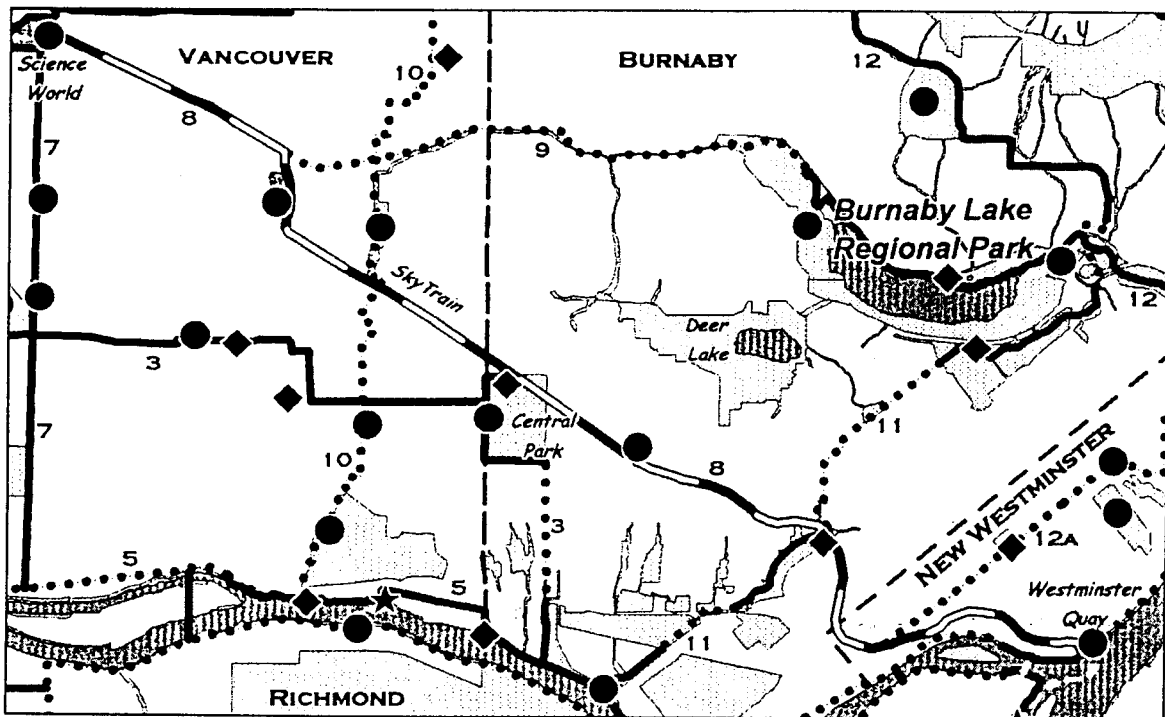 VANCOUVER
BURNABY
Science
World
10
12
64
8
7
9
Burnaby Lake
Regional Park
SkyTrain
12
Deer
Lake
3
7
Central
Park
11
10
8
NEW WESTMINSTER
3
12A
5
5
Westminster
Quay
11
RICHMOND